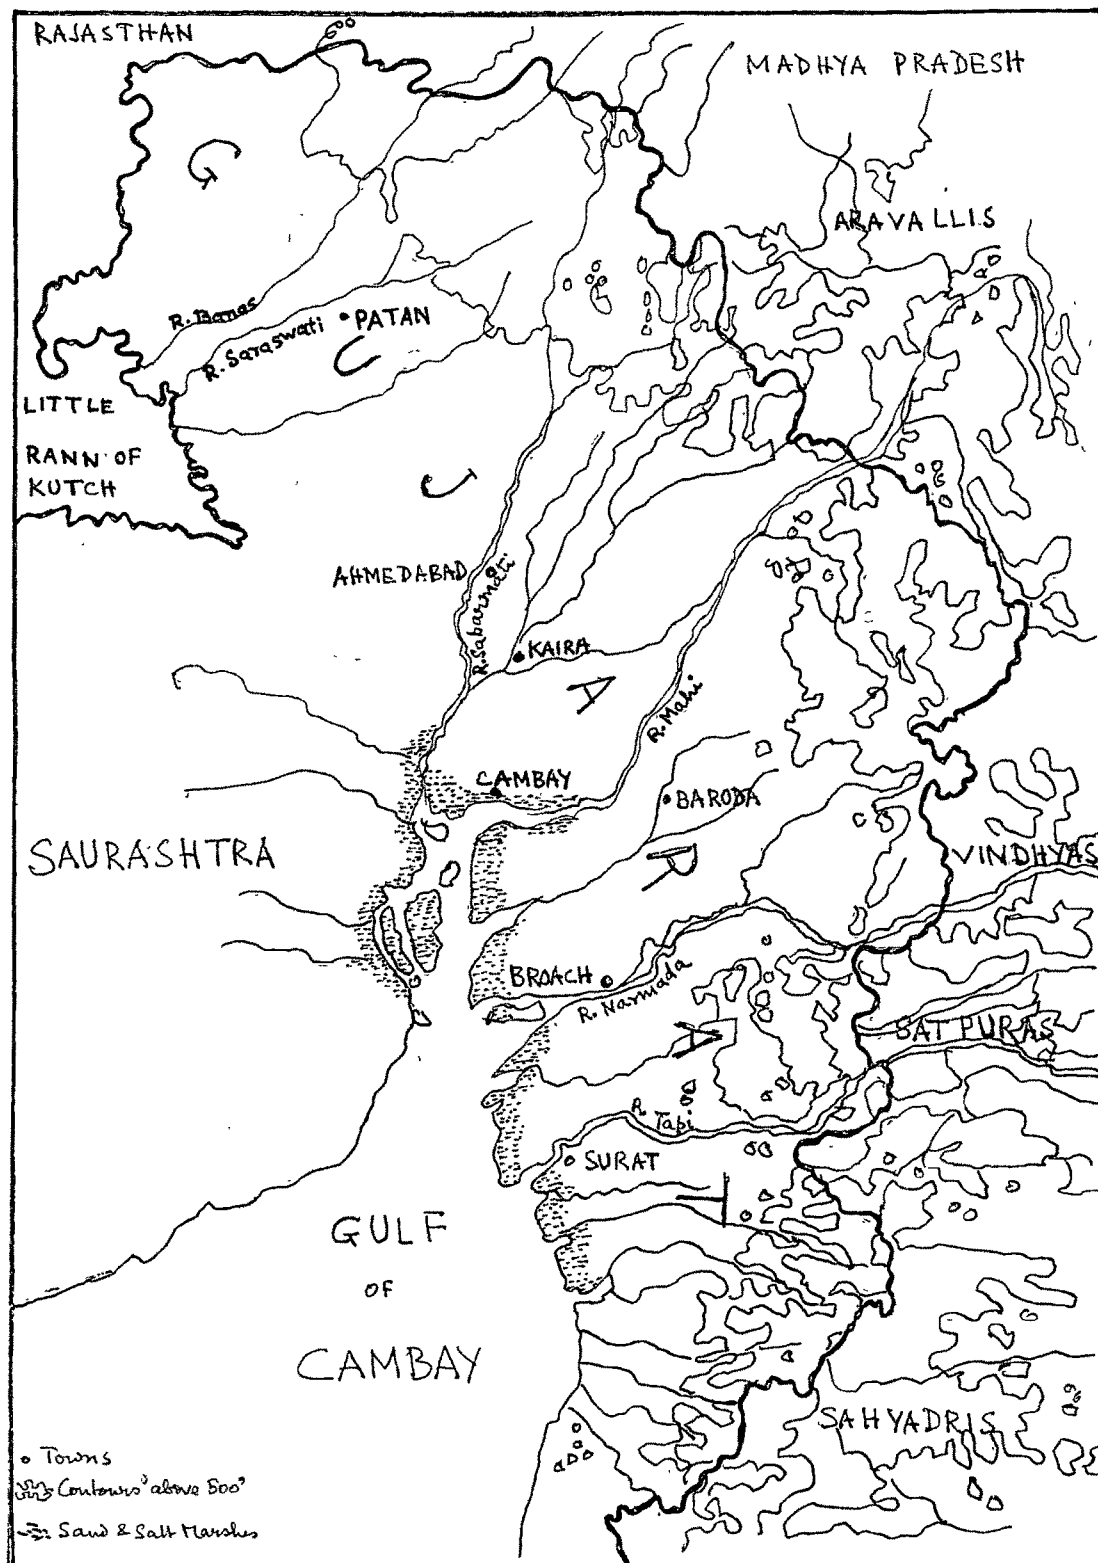 RAJASTHAN
MADHYA PRADESH
G
ARAVALLIS
R. Banas
PATAN
R. Saraswati
U
LITTLE
RANN OF
KUTCH
J
AHMEDABAD
R. Sabarmati
KAIRA
A
R. Mahi
CAMBAY
BARODA
SAURASHTRA
R
VINDHYAS
BROACH
R. Narmada
A
SATPURAS
R. Tapi
SURAT
T
GULF
OF
CAMBAY
SAHYADRIS
Towns
Contours above 500'
Sand & Salt Marshes